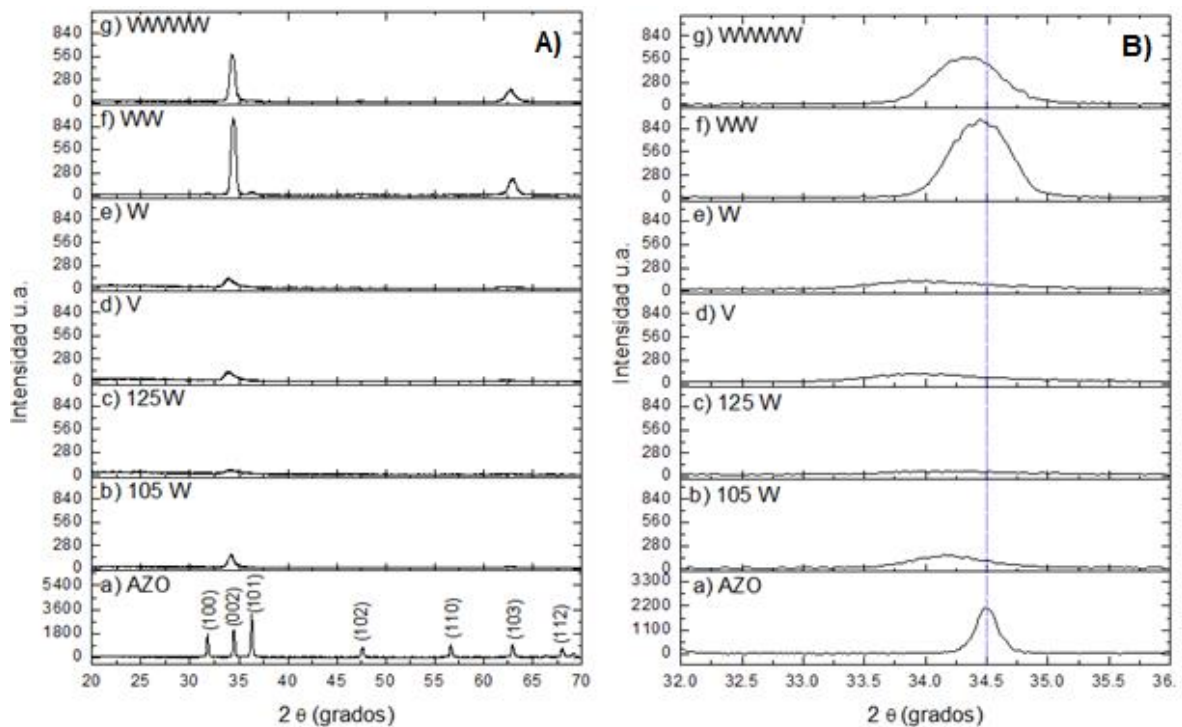 A)
g) WWWWW
840
560
280
0
f) WW
840
560
280
0
e) W
840
560
280
0
d) V
840
560
280
0
c) 125W
840
560
280
0
b) 105 W
840
560
280
0
a) AZO
5400
3600
1800
0
(100)
(002)
(101)
(102)
(110)
(103)
(112)
20 25 30 35 40 45 50 55 60 65 70
2 θ (grados)
Intensidad u.a.
B)
g) WWWWW
840
560
280
0
f) WW
840
560
280
0
e) W
840
560
280
0
d) V
840
560
280
0
c) 125 W
840
560
280
0
b) 105 W
840
560
280
0
a) AZO
3300
2200
1100
0
32.0 32.5 33.0 33.5 34.0 34.5 35.0 35.5 36.
2 θ (grados)
Intensidad u.a.